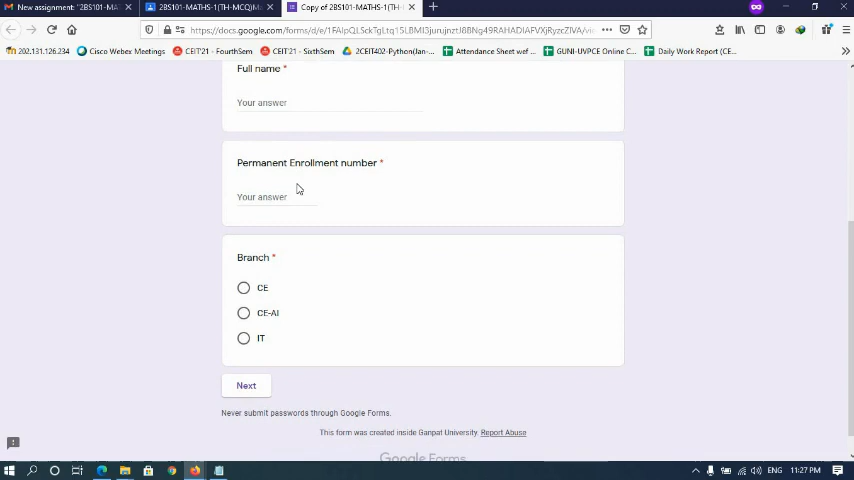 New assignment: "2BS101-MAT
2BS101-MATHS-1(TH-MCQ)Ma
Copy of 2BS101-MATHS-1(TH-
https://docs.google.com/forms/d/e/
202.131.126.234
Cisco Webex Meetings
CEIT'21 - FourthSem
CEIT'21 - SixthSem
2CEIT402-Python(Jan-...
Attendance Sheet wef ...
GUNI-UVPCE Online C...
Daily Work Report (CE...
Full name *
Your answer
Permanent Enrollment number *
Your answer
Branch *
CE
CE-AI
IT
Next
Never submit passwords through Google Forms.
This form was created inside Ganpat University. Report Abuse
Google Forms
ENG
11:27 PM